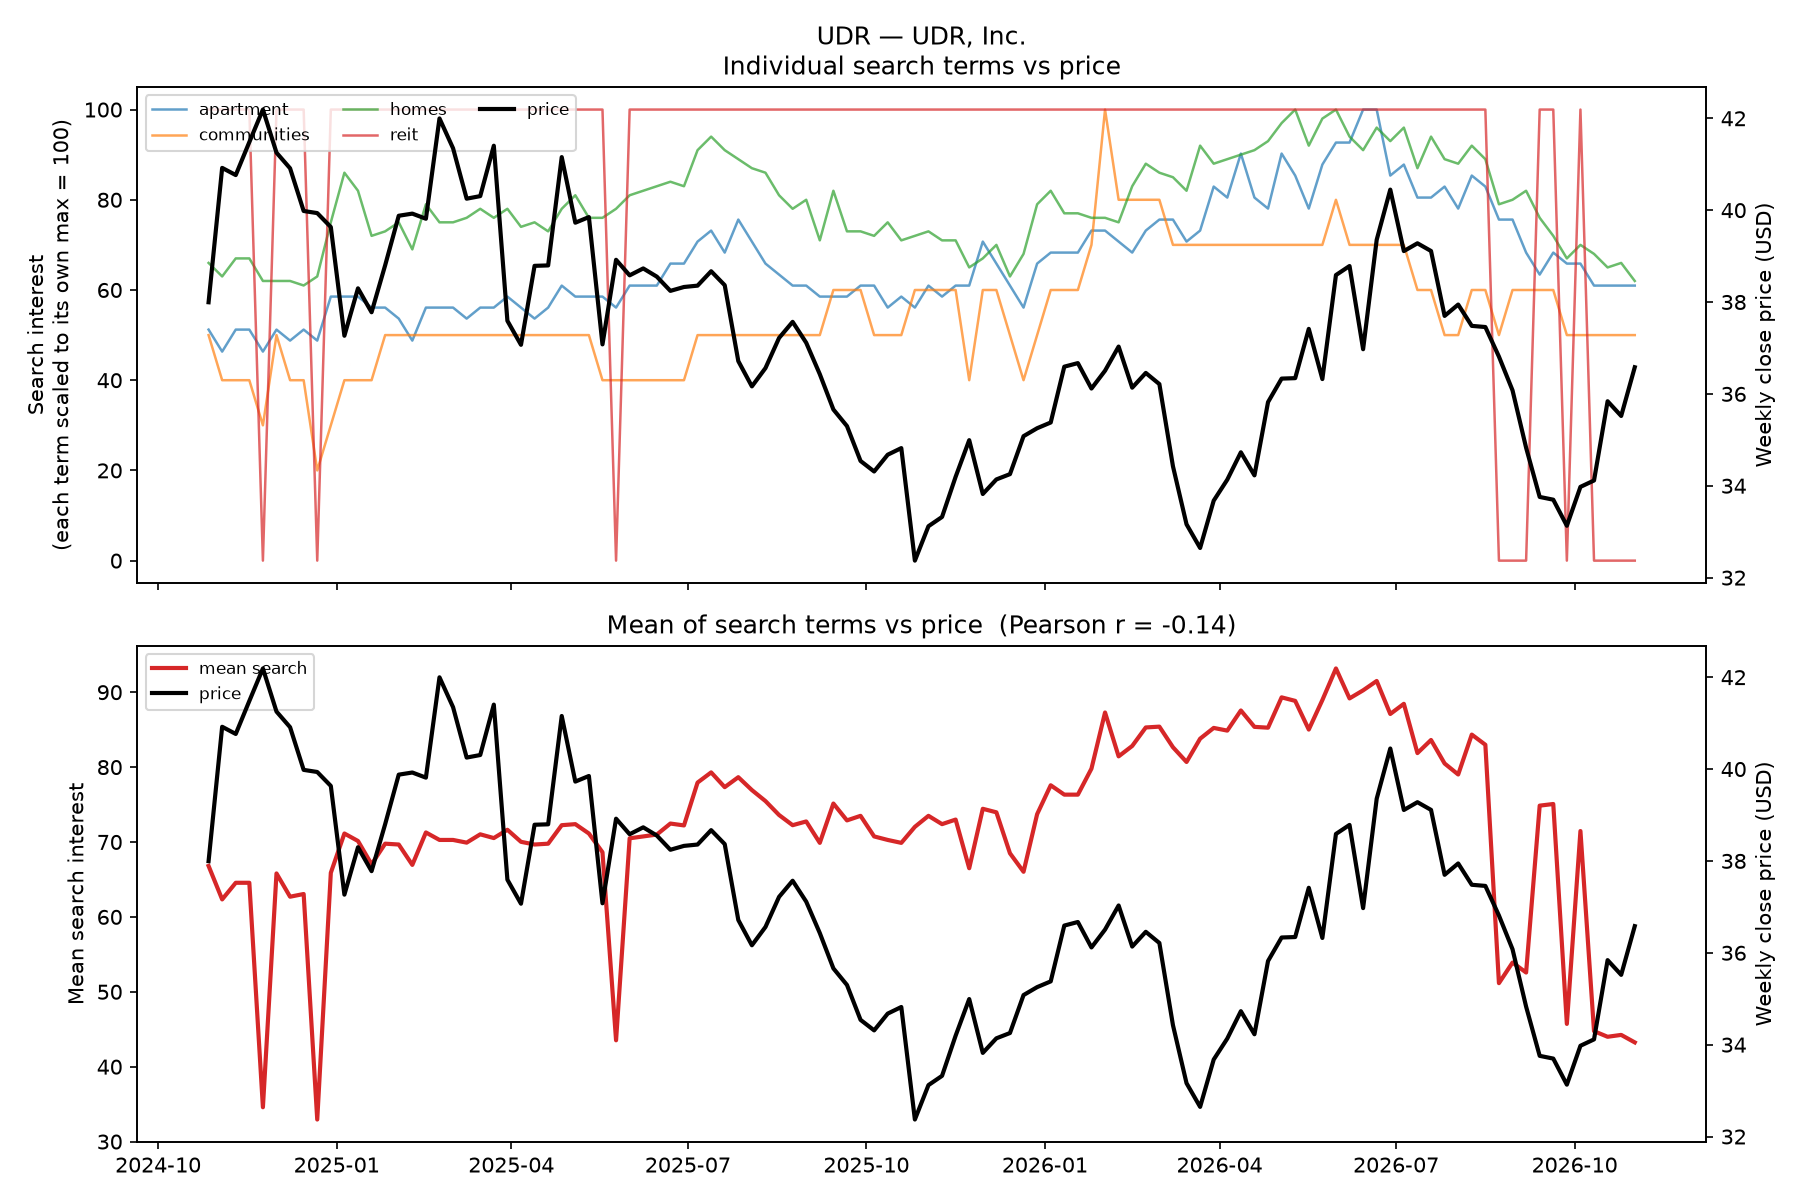 UDR — UDR, Inc.
Individual search terms vs price
apartment
communities
homes
reit
price
Search interest
(each term scaled to its own max = 100)
100
80
60
40
20
0
42
40
38
36
34
32
Weekly close price (USD)
Mean of search terms vs price  (Pearson r = -0.14)
mean search
price
Mean search interest
90
80
70
60
50
40
30
42
40
38
36
34
32
Weekly close price (USD)
2024-10
2025-01
2025-04
2025-07
2025-10
2026-01
2026-04
2026-07
2026-10